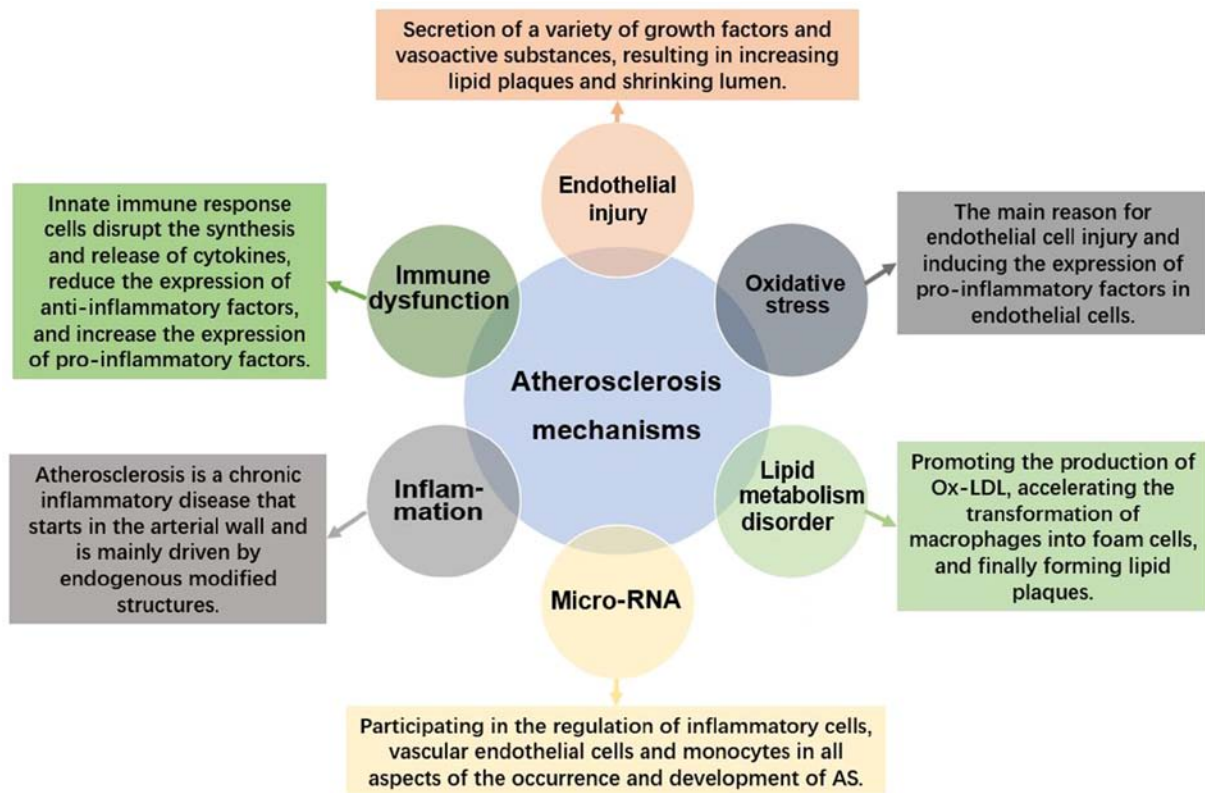 Secretion of a variety of growth factors and
vasoactive substances, resulting in increasing
lipid plaques and shrinking lumen.
Endothelial
injury
Innate immune response
cells disrupt the synthesis
and release of cytokines,
reduce the expression of
anti-inflammatory factors,
and increase the expression
of pro-inflammatory factors.
Immune
dysfunction
Oxidative
stress
The main reason for
endothelial cell injury and
inducing the expression of
pro-inflammatory factors in
endothelial cells.
Atherosclerosis
mechanisms
Atherosclerosis is a chronic
inflammatory disease that
starts in the arterial wall and
is mainly driven by
endogenous modified
structures.
Inflam-
mation
Lipid
metabolism
disorder
Promoting the production of
Ox-LDL, accelerating the
transformation of
macrophages into foam cells,
and finally forming lipid
plaques.
Micro-RNA
Participating in the regulation of inflammatory cells,
vascular endothelial cells and monocytes in all
aspects of the occurrence and development of AS.